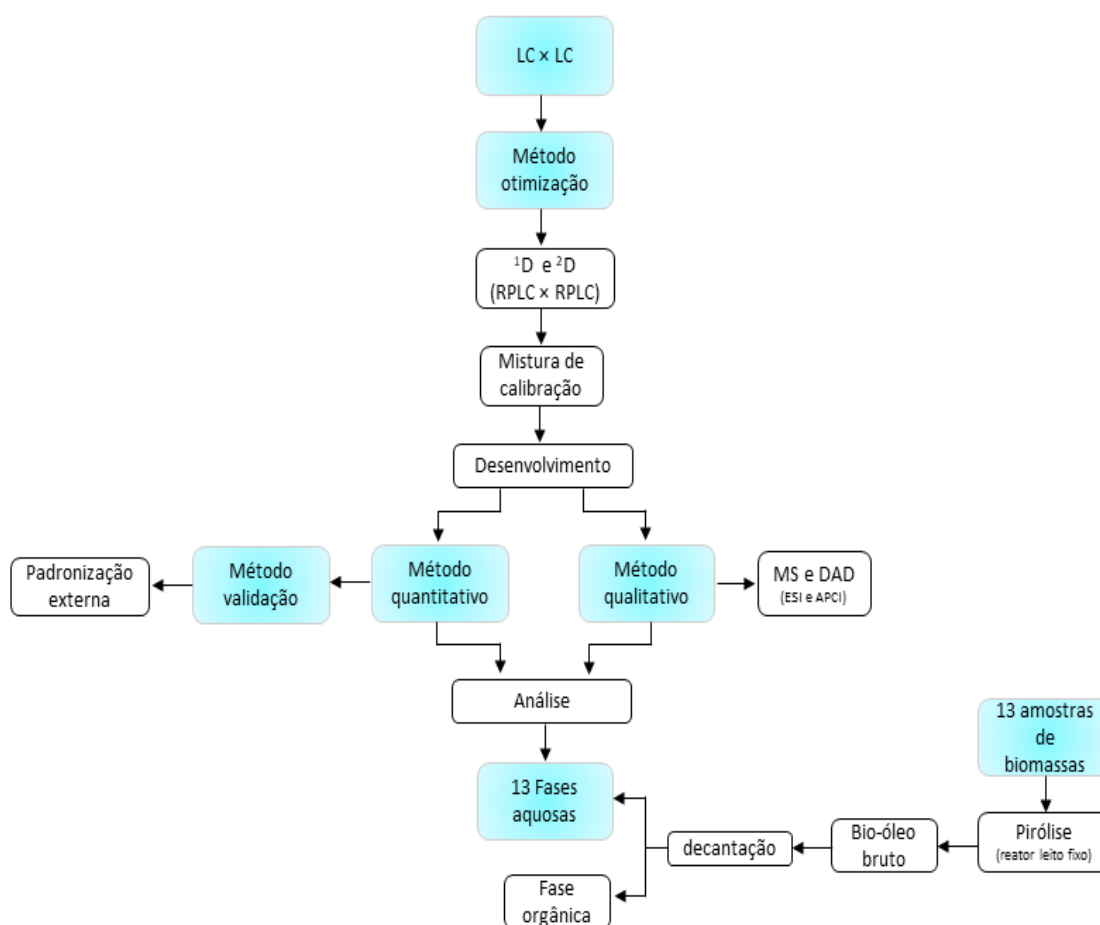 LC × LC
Método
otimização
¹D e ²D
(RPLC × RPLC)
Mistura de
calibração
Desenvolvimento
Padronização
externa
Método
validação
Método
quantitativo
Método
qualitativo
MS e DAD
(ESI e APCI)
Análise
13 Fases
aquosas
13 amostras
de
biomassas
Pirólise
(reator leito fixo)
Bio-óleo
bruto
decantação
Fase
orgânica